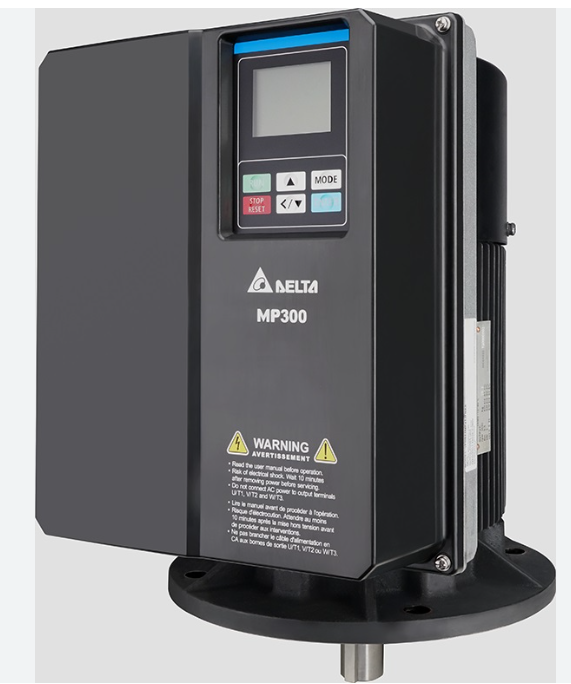 MODE
STOP
RESET
</▼
DELTA
MP300
WARNING
AVERTISSEMENT
• Read the user manual before operation.
• Risk of electrical shock. Wait 10 minutes
after removing power before servicing.
• Do not connect AC power to output terminals
U/T1, V/T2 and W/T3.
• Lire le manuel avant de procéder à l'opération.
• Risque d'électrocution. Attendre au moins
10 minutes après la mise hors tension avant
de procéder aux interventions.
• Ne pas brancher le câble d'alimentation en
CA aux bornes de sortie U/T1, V/T2 ou W/T3.